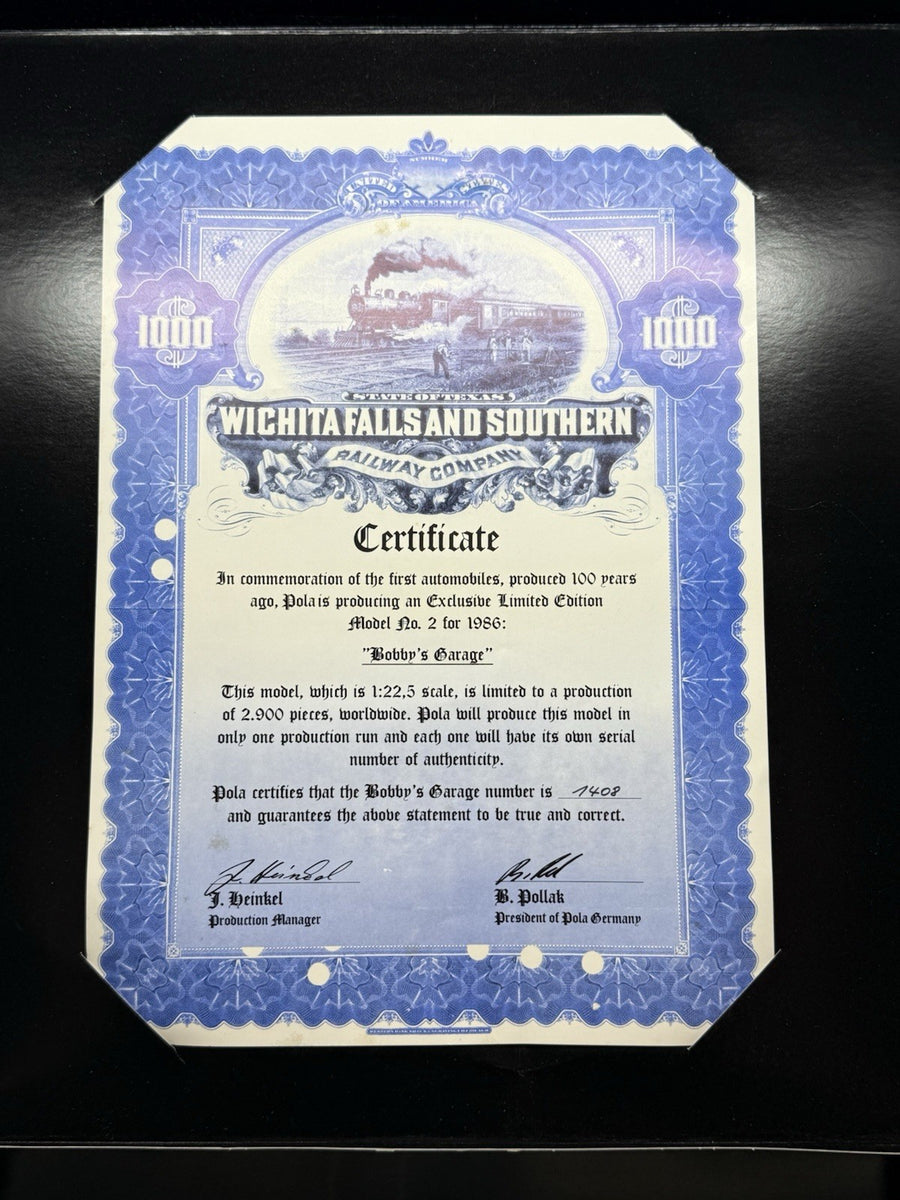 NUMBER
UNITED STATES
OF AMERICA
1000
1000
STATE OF TEXAS
WICHITA FALLS AND SOUTHERN
RAILWAY COMPANY
Certificate
In commemoration of the first automobiles, produced 100 years
ago, Pola is producing an Exclusive Limited Edition
Model No. 2 for 1986:
"Bobby's Garage"
This model, which is 1:22,5 scale, is limited to a production
of 2.900 pieces, worldwide. Pola will produce this model in
only one production run and each one will have its own serial
number of authenticity.
Pola certifies that the Bobby's Garage number is 1408
and guarantees the above statement to be true and correct.
J. Heinkel
J. Heinkel
B. Pollak
Production Manager
President of Pola Germany